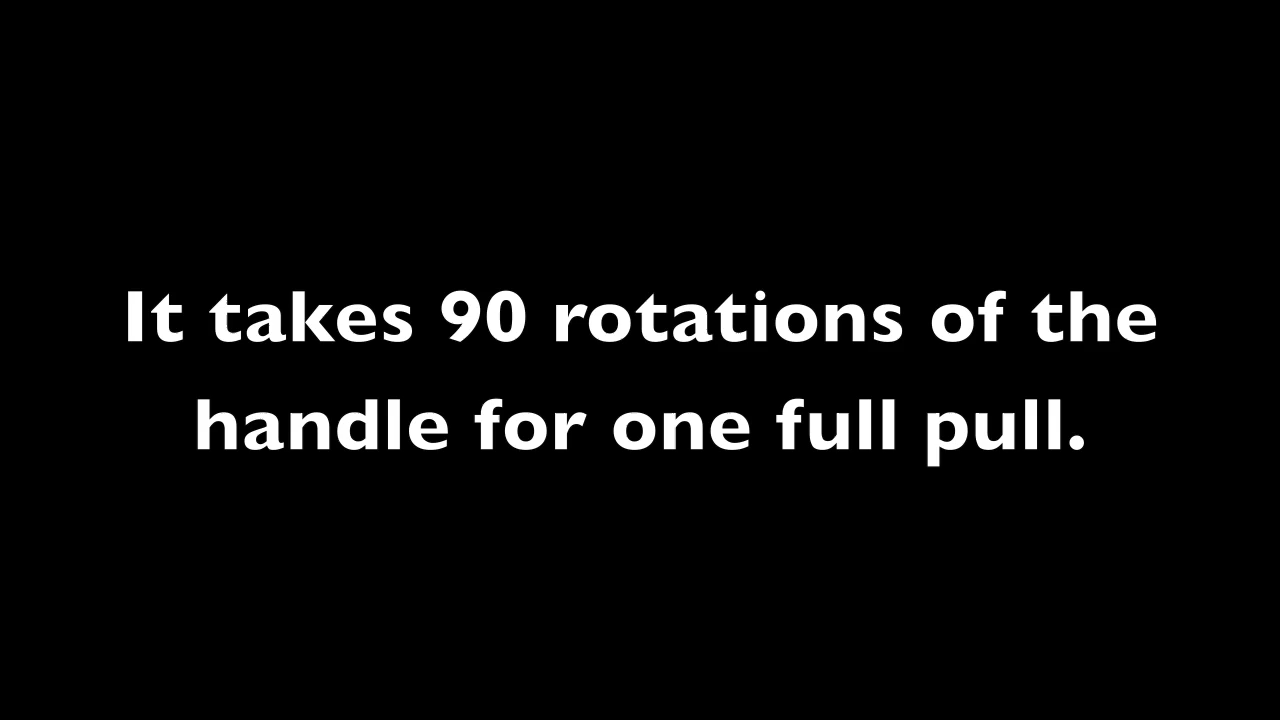 It takes 90 rotations of the
handle for one full pull.